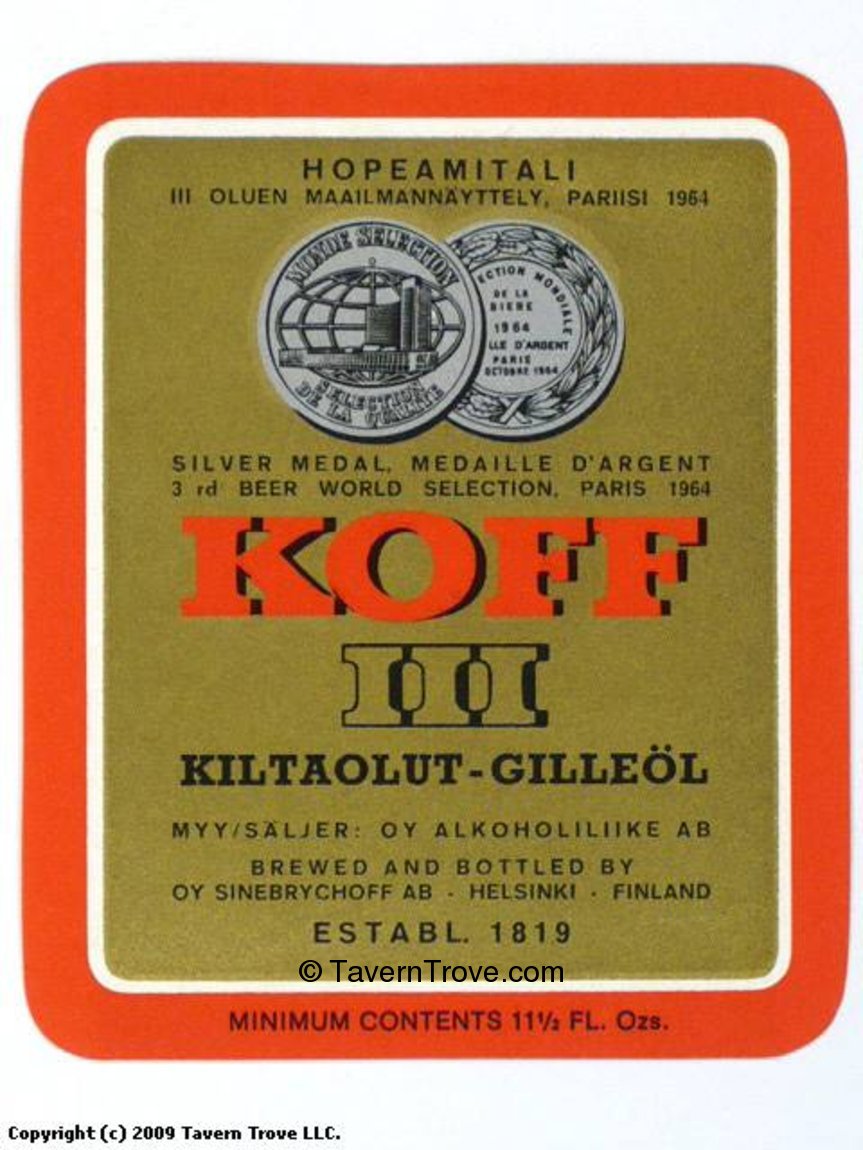 HOPEAMITALI
III OLUEN MAAILMANNÄYTTELY, PARIISI 1964
MONDE SELECTION
SELECTION
DE LA QUALITE
ECTION MONDIALE
DE LA
BIERE
1964
LLE D'ARGENT
PARIS
OCTOBRE 1964
SILVER MEDAL, MEDAILLE D'ARGENT
3 rd BEER WORLD SELECTION, PARIS 1964
KOFF
III
KILTAOLUT-GILLEÖL
MYY/SÄLJER: OY ALKOHOLILIIKE AB
BREWED AND BOTTLED BY
OY SINEBRYCHOFF AB · HELSINKI · FINLAND
ESTABL. 1819
© TavernTrove.com
MINIMUM CONTENTS 11½ FL. Ozs.
Copyright (c) 2009 Tavern Trove LLC.